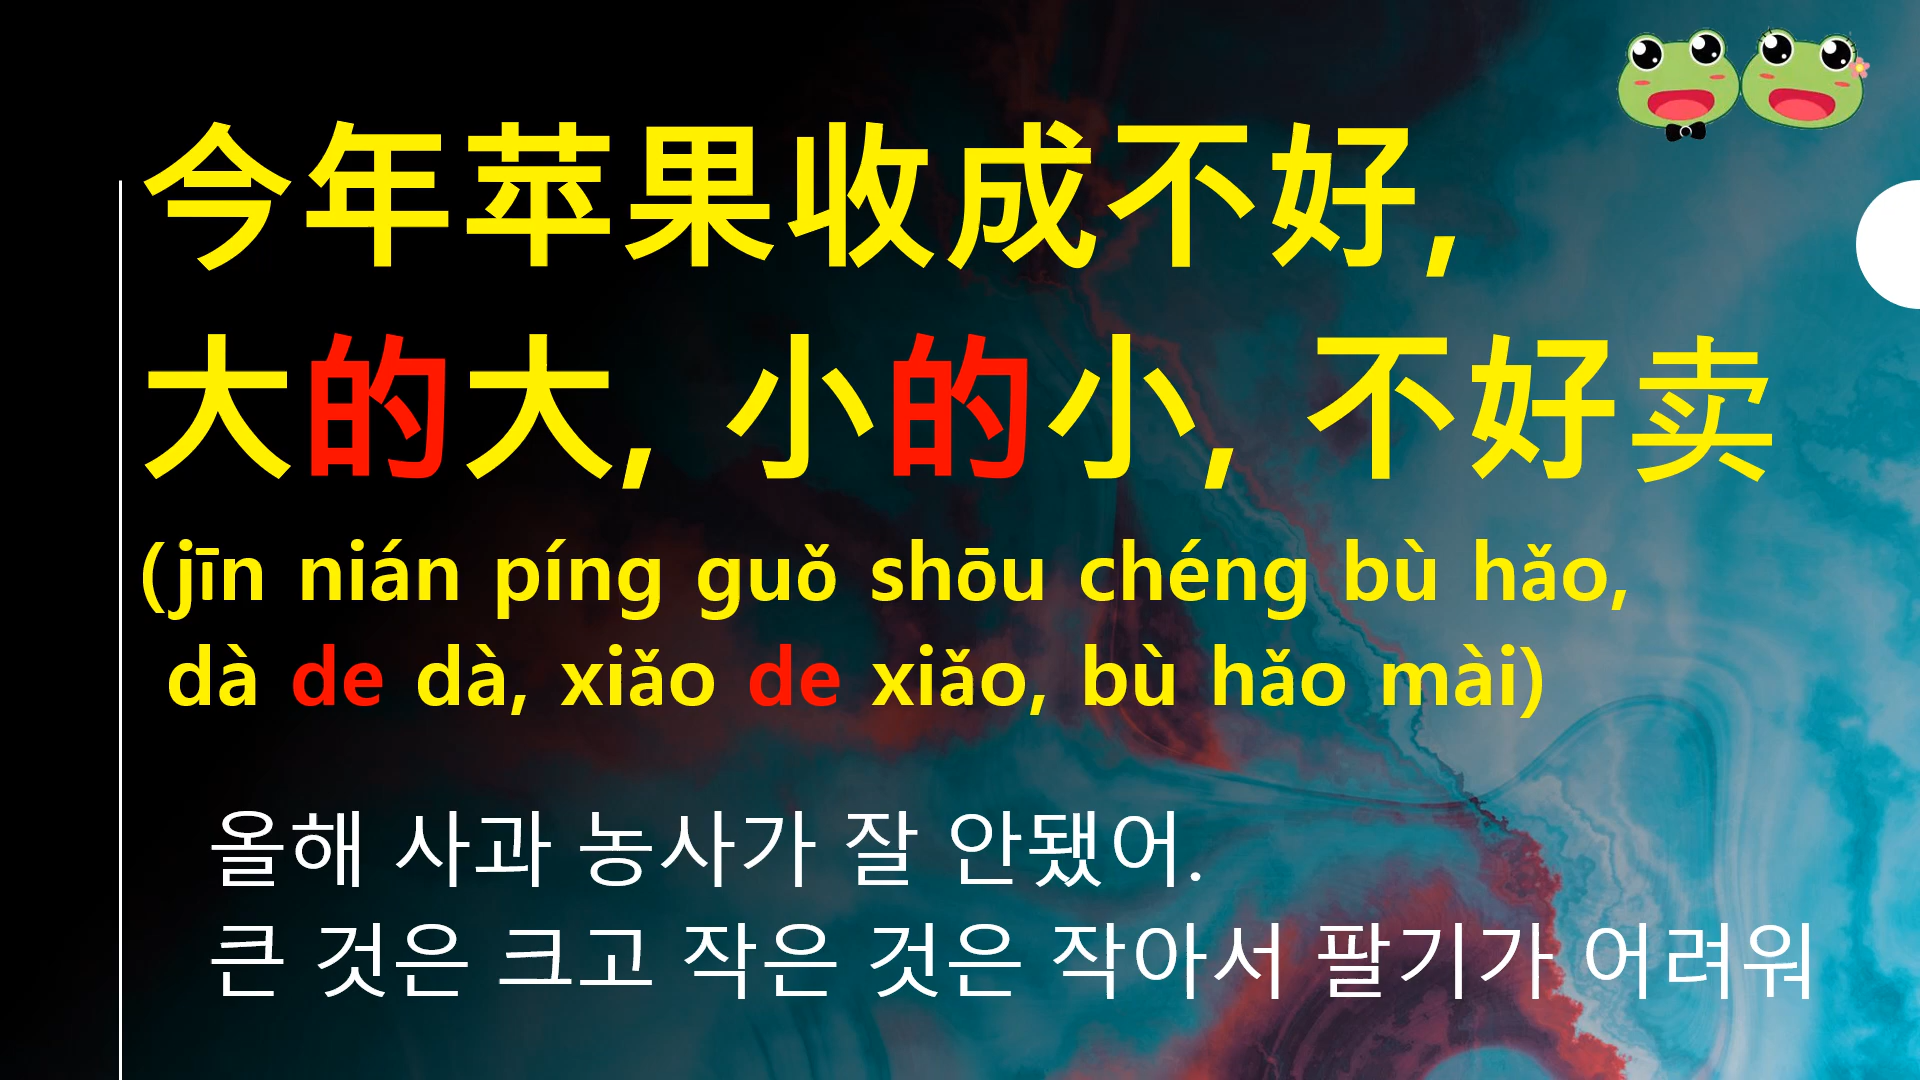 今年苹果收成不好,
大的大, 小的小, 不好卖
(jīn nián píng guǒ shōu chéng bù hǎo,
dà de dà, xiǎo de xiǎo, bù hǎo mài)
올해 사과 농사가 잘 안됐어.
큰 것은 크고 작은 것은 작아서 팔기가 어려워